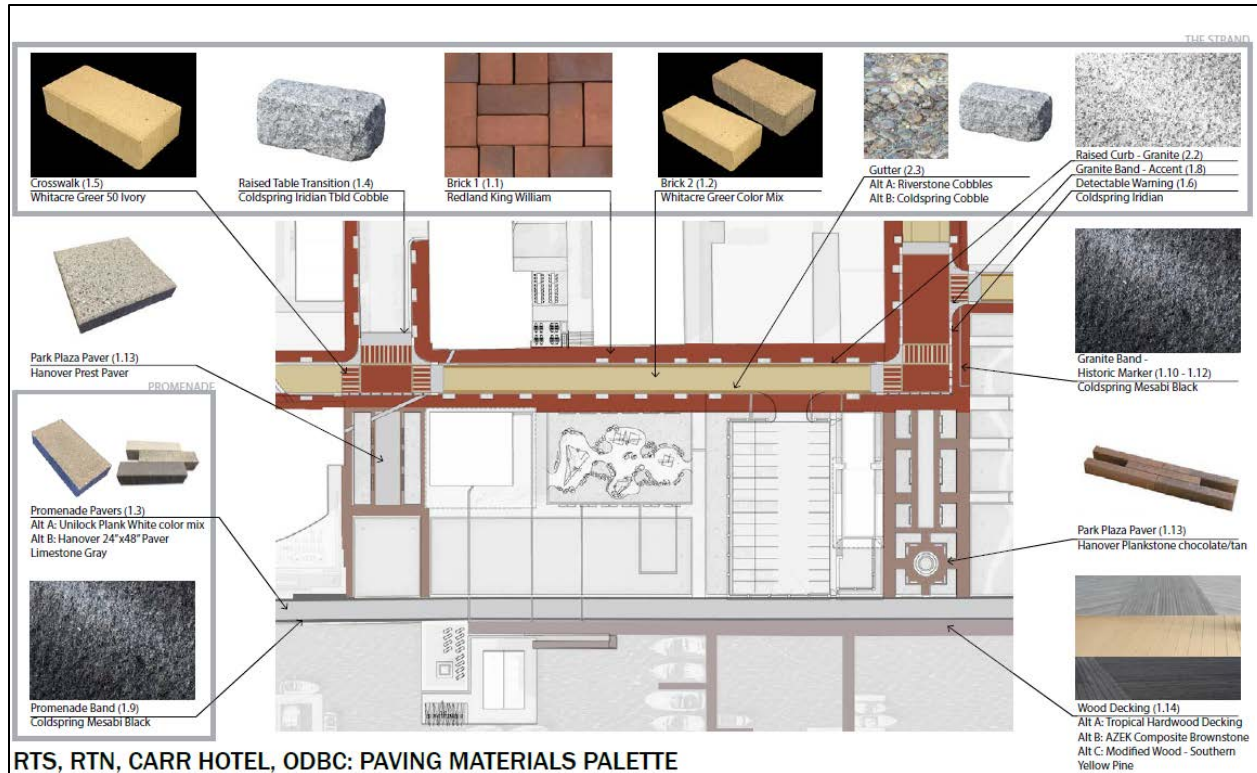 THE STRAND
Crosswalk (1.5)
Whitacre Greer 50 Ivory
Raised Table Transition (1.4)
Coldspring Iridian Tbld Cobble
Brick 1 (1.1)
Redland King William
Brick 2 (1.2)
Whitacre Greer Color Mix
Gutter (2.3)
Alt A: Riverstone Cobbles
Alt B: Coldspring Cobble
Raised Curb - Granite (2.2)
Granite Band - Accent (1.8)
Detectable Warning (1.6)
Coldspring Iridian
Park Plaza Paver (1.13)
Hanover Prest Paver
Granite Band -
Historic Marker (1.10 - 1.12)
Coldspring Mesabi Black
PROMENADE
Promenade Pavers (1.3)
Alt A: Unilock Plank White color mix
Alt B: Hanover 24"x48" Paver
Limestone Gray
Promenade Band (1.9)
Coldspring Mesabi Black
Park Plaza Paver (1.13)
Hanover Plankstone chocolate/tan
Wood Decking (1.14)
Alt A: Tropical Hardwood Decking
Alt B: AZEK Composite Brownstone
Alt C: Modified Wood - Southern
Yellow Pine
RTS, RTN, CARR HOTEL, ODBC: PAVING MATERIALS PALETTE